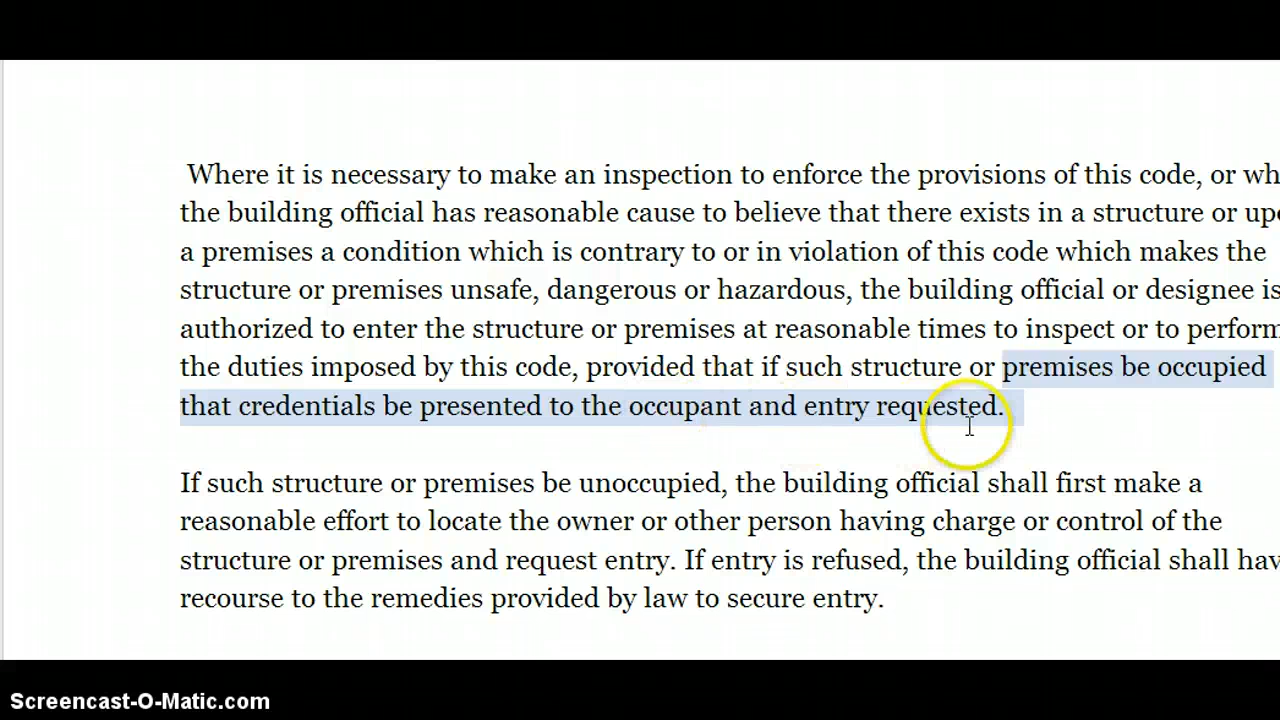 Where it is necessary to make an inspection to enforce the provisions of this code, or
the building official has reasonable cause to believe that there exists in a structure or
a premises a condition which is contrary to or in violation of this code which makes the
structure or premises unsafe, dangerous or hazardous, the building official or designee is
authorized to enter the structure or premises at reasonable times to inspect or to perform
the duties imposed by this code, provided that if such structure or premises be occupied
that credentials be presented to the occupant and entry requested.
If such structure or premises be unoccupied, the building official shall first make a
reasonable effort to locate the owner or other person having charge or control of the
structure or premises and request entry. If entry is refused, the building official shall
recourse to the remedies provided by law to secure entry.
Screencast-O-Matic.com